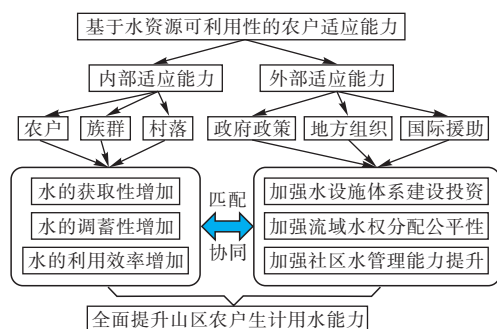 基于水资源可利用性的农户适应能力
内部适应能力
外部适应能力
农户
族群
村落
政府政策
地方组织
国际援助
水的获取性增加
水的调蓄性增加
水的利用效率增加
匹配
协同
加强水设施体系建设投资
加强流域水权分配公平性
加强社区水管理能力提升
全面提升山区农户生计用水能力